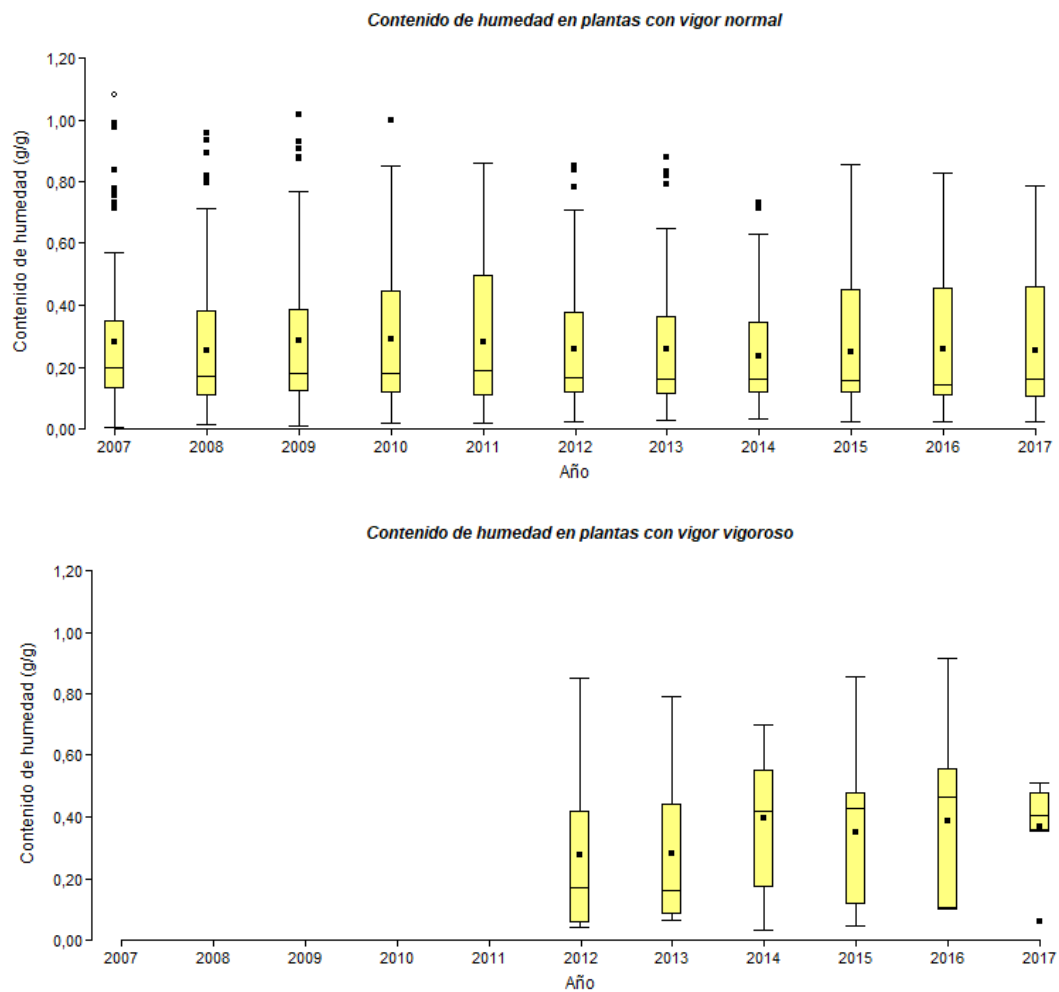 Contenido de humedad en plantas con vigor normal
Contenido de humedad (g/g)
1,20
1,00
0,80
0,60
0,40
0,20
0,00
2007 2008 2009 2010 2011 2012 2013 2014 2015 2016 2017
Año
Contenido de humedad en plantas con vigor vigoroso
Contenido de humedad (g/g)
1,20
1,00
0,80
0,60
0,40
0,20
0,00
2007 2008 2009 2010 2011 2012 2013 2014 2015 2016 2017
Año